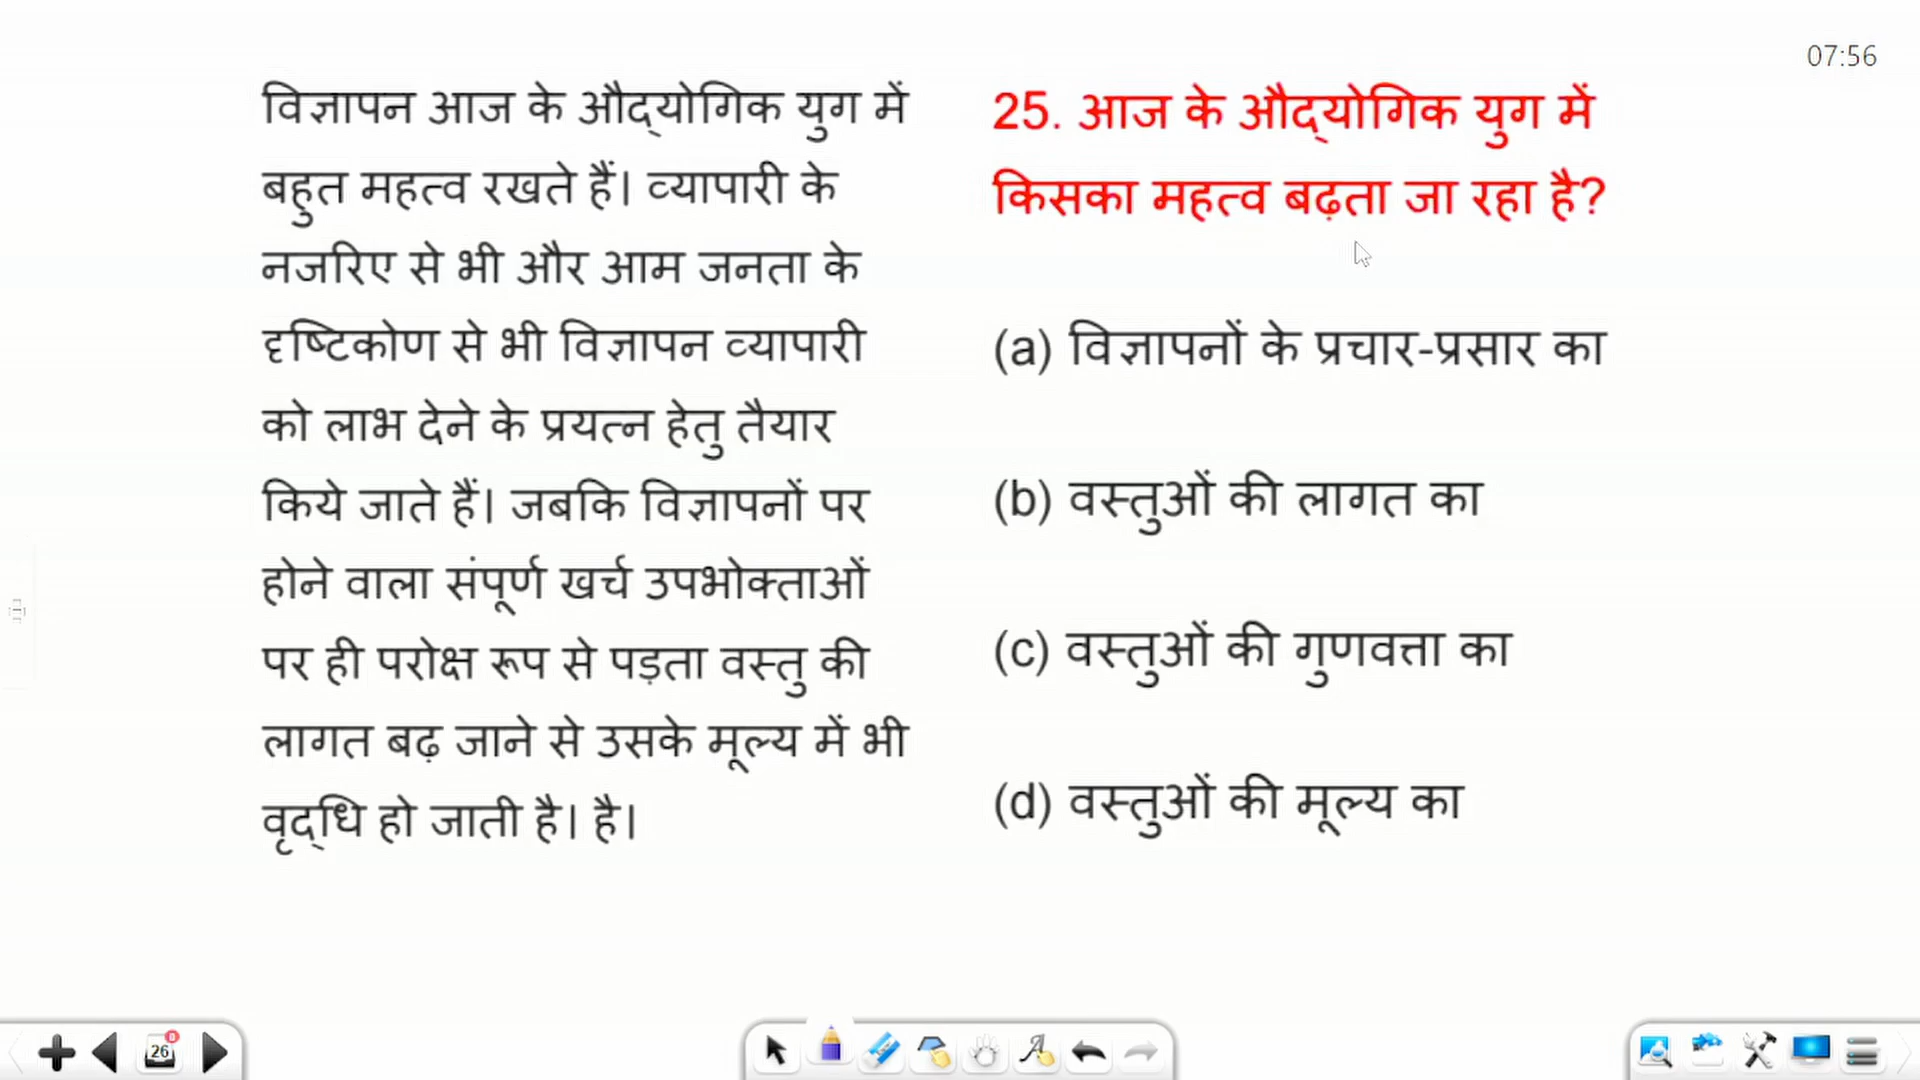 07:56
विज्ञापन आज के औद्योगिक युग में
बहुत महत्व रखते हैं। व्यापारी के
नजरिए से भी और आम जनता के
दृष्टिकोण से भी विज्ञापन व्यापारी
को लाभ देने के प्रयत्न हेतु तैयार
किये जाते हैं। जबकि विज्ञापनों पर
होने वाला संपूर्ण खर्च उपभोक्ताओं
पर ही परोक्ष रूप से पड़ता वस्तु की
लागत बढ़ जाने से उसके मूल्य में भी
वृद्धि हो जाती है। है।
25. आज के औद्योगिक युग में
किसका महत्व बढ़ता जा रहा है?
(a) विज्ञापनों के प्रचार-प्रसार का
(b) वस्तुओं की लागत का
(c) वस्तुओं की गुणवत्ता का
(d) वस्तुओं की मूल्य का
26